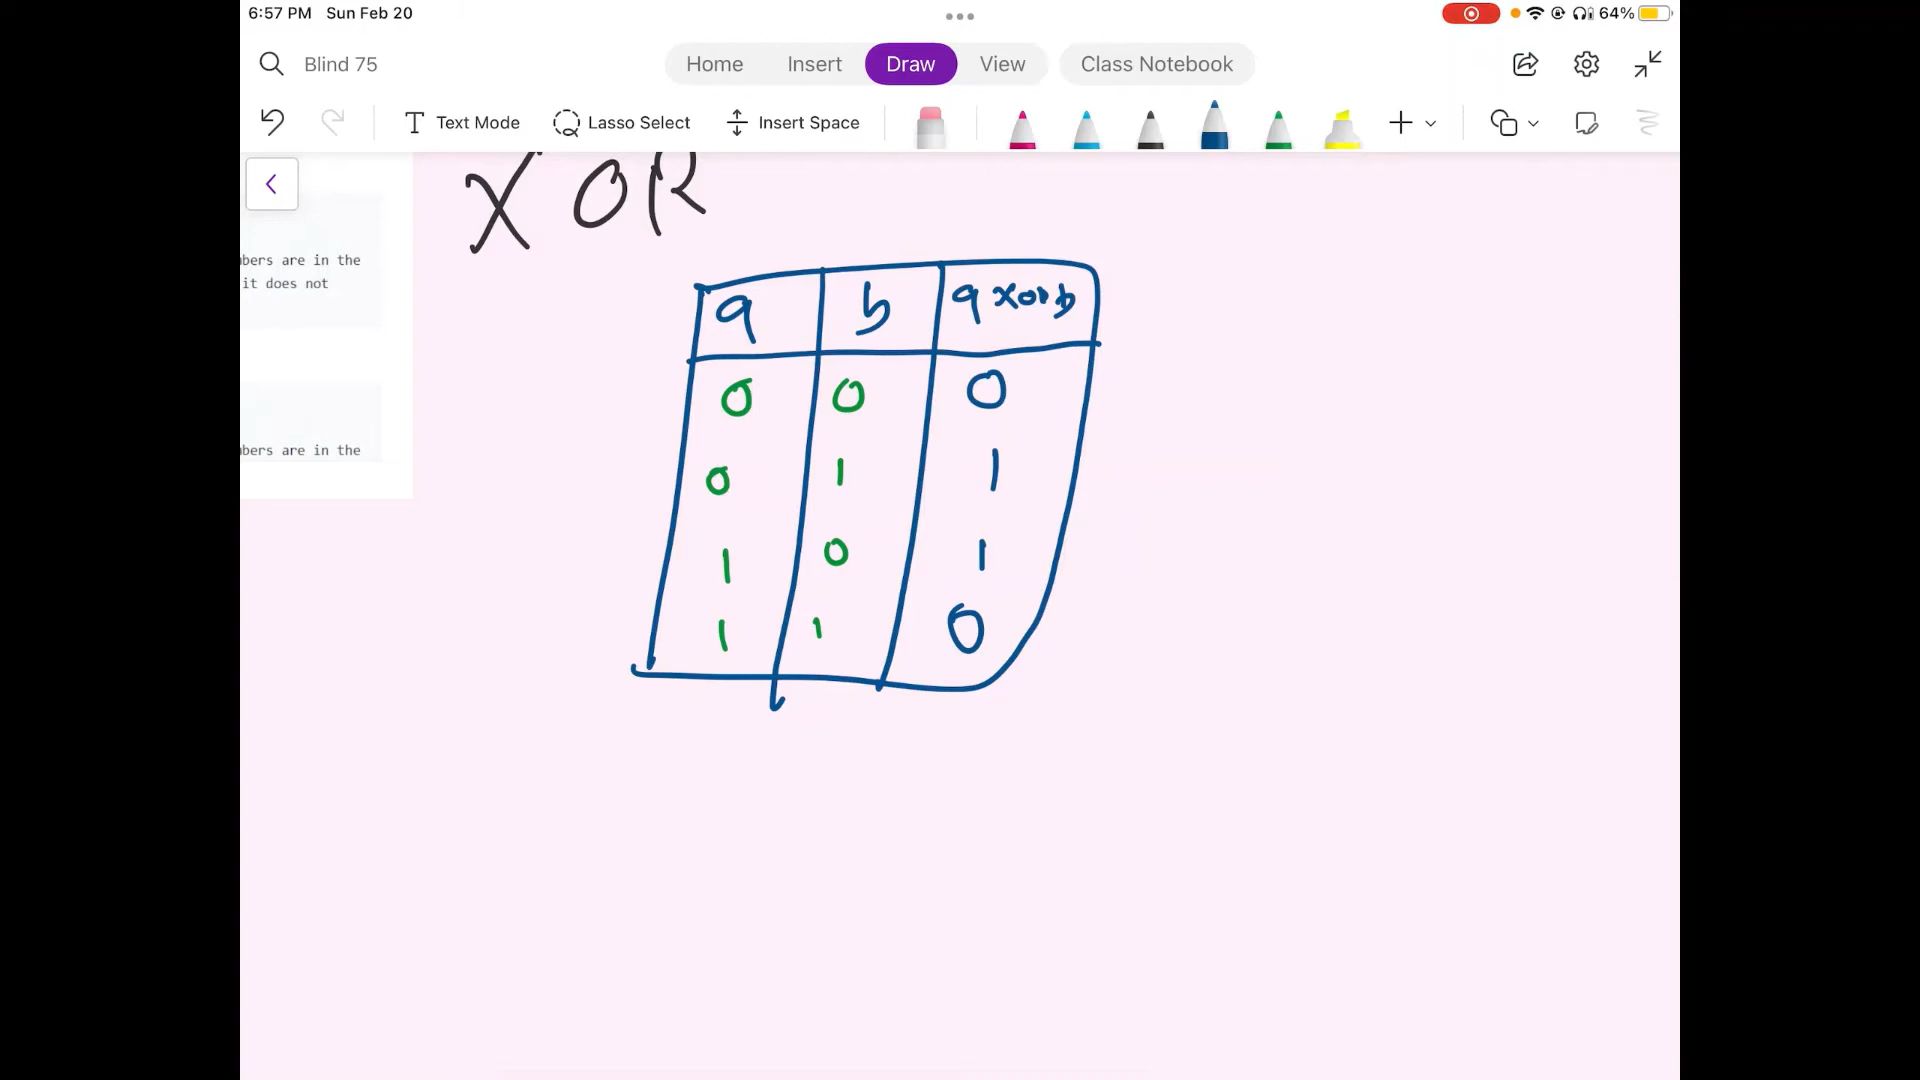 6:57 PM Sun Feb 20
64%
Blind 75
Home Insert Draw View Class Notebook
Text Mode Lasso Select Insert Space
XOR
bers are in the
it does not
bers are in the
a b a xor b
0 0 0
0 1 1
1 0 1
1 1 0